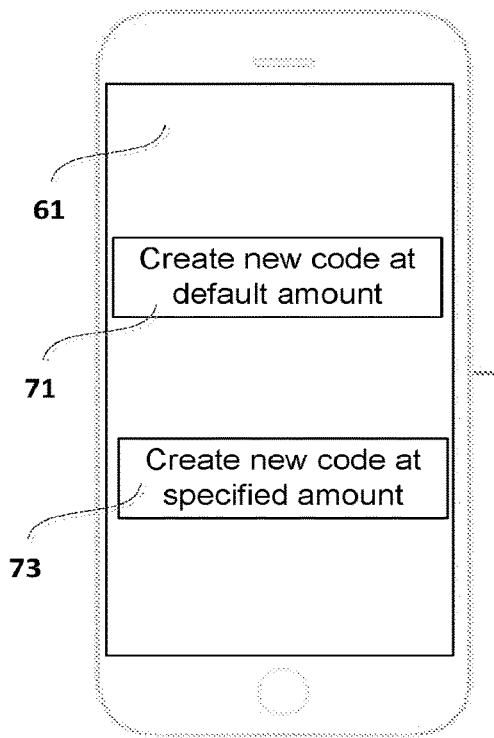 61
Create new code at
default amount
71
Create new code at
specified amount
73